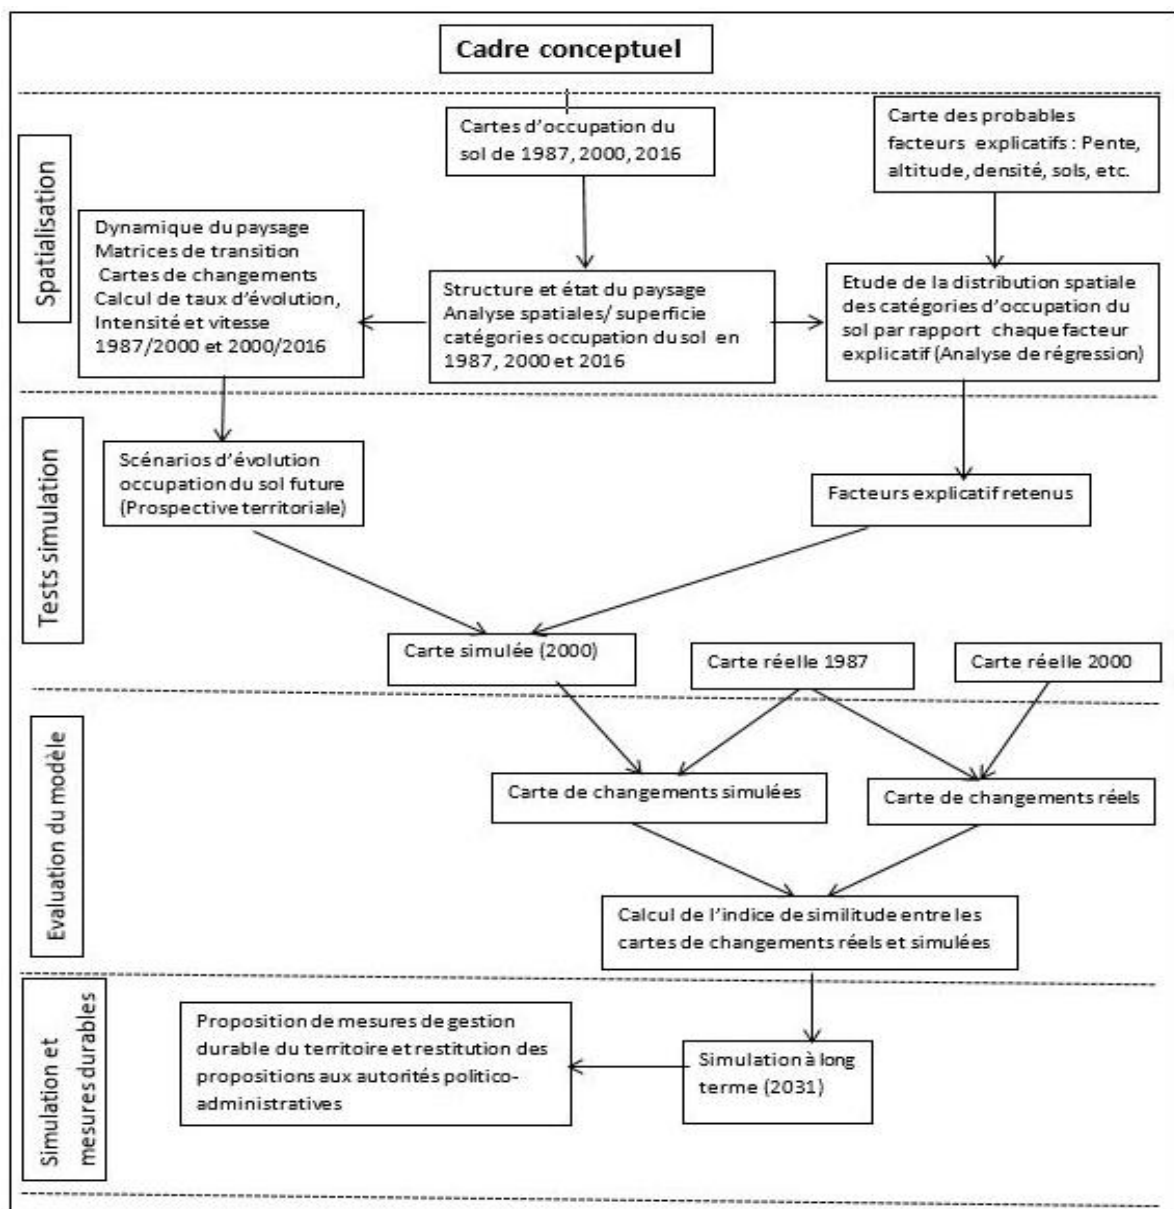 Cadre conceptuel
Spatialisation
Cartes d'occupation du
sol de 1987, 2000, 2016
Carte des probables
facteurs explicatifs : Pente,
altitude, densité, sols, etc.
Dynamique du paysage
Matrices de transition
Cartes de changements
Calcul de taux d'évolution,
Intensité et vitesse
1987/2000 et 2000/2016
Structure et état du paysage
Analyse spatiales/ superficie
catégories occupation du sol en
1987, 2000 et 2016
Etude de la distribution spatiale
des catégories d'occupation du
sol par rapport chaque facteur
explicatif (Analyse de régression)
Tests simulation
Scénarios d'évolution
occupation du sol future
(Prospective territoriale)
Facteurs explicatif retenus
Carte simulée (2000)
Carte réelle 1987
Carte réelle 2000
Evaluation du modèle
Carte de changements simulées
Carte de changements réels
Calcul de l'indice de similitude entre les
cartes de changements réels et simulées
Simulation et
mesures durables
Proposition de mesures de gestion
durable du territoire et restitution des
propositions aux autorités politico-
administratives
Simulation à long
terme (2031)